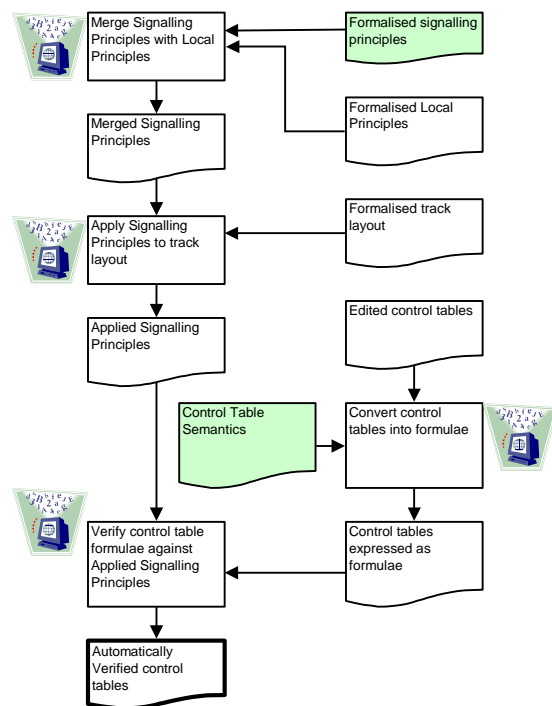 Merge Signalling
Principles with Local
Principles
Formalised signalling
principles
Formalised Local
Principles
Merged Signalling
Principles
Apply Signalling
Principles to track
layout
Formalised track
layout
Applied Signalling
Principles
Edited control tables
Control Table
Semantics
Convert control
tables into formulae
Verify control table
formulae against
Applied Signalling
Principles
Control tables
expressed as
formulae
Automatically
Verified control
tables